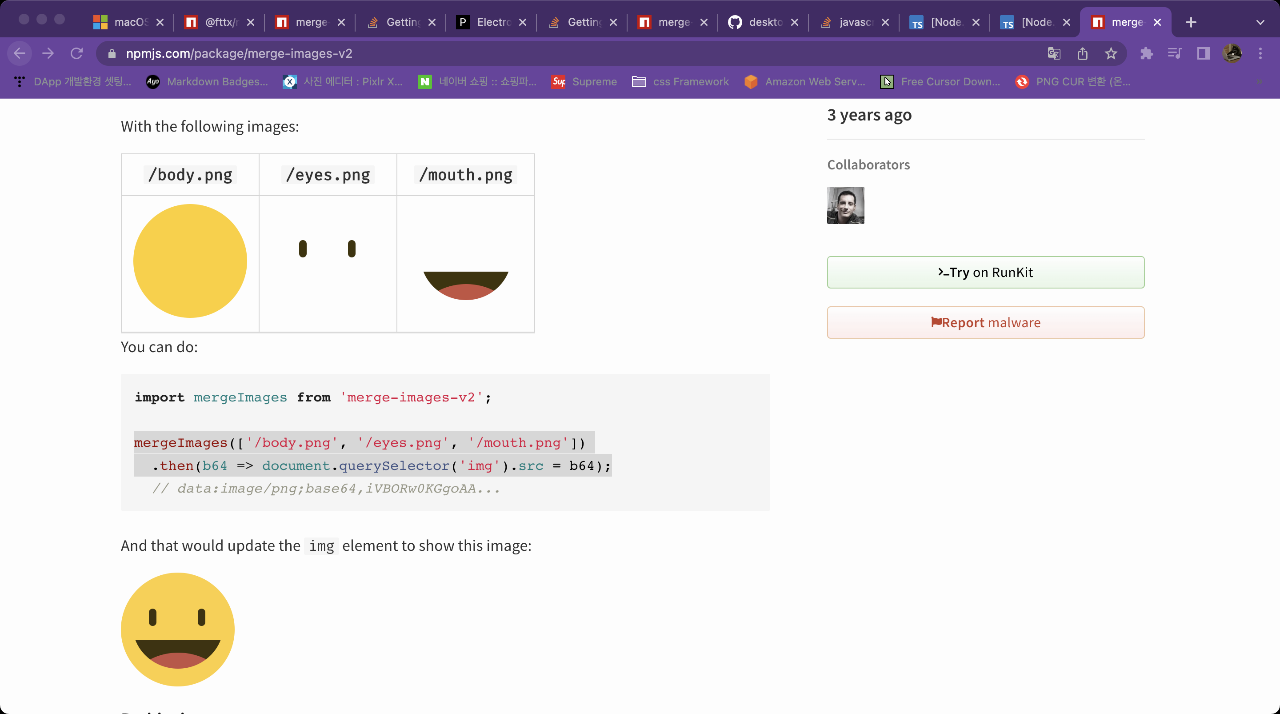 macOS
@fttx/r
merge-
Getting
Electro
Getting
merge-
deskto
javascr
[Node.
[Node.
merge
npmjs.com/package/merge-images-v2
DApp 개발환경 셋팅...
Markdown Badges...
사진 에디터 : Pixlr X...
네이버 쇼핑 :: 쇼핑파...
Supreme
css Framework
Amazon Web Serv...
Free Cursor Down...
PNG CUR 변환 (온...
With the following images:
/body.png
/eyes.png
/mouth.png
You can do:
import mergeImages from 'merge-images-v2';
mergeImages(['/body.png', '/eyes.png', '/mouth.png'])
.then(b64 => document.querySelector('img').src = b64);
// data:image/png;base64,iVBORw0KGgoAA...
And that would update the img element to show this image:
3 years ago
Collaborators
Try on RunKit
Report malware